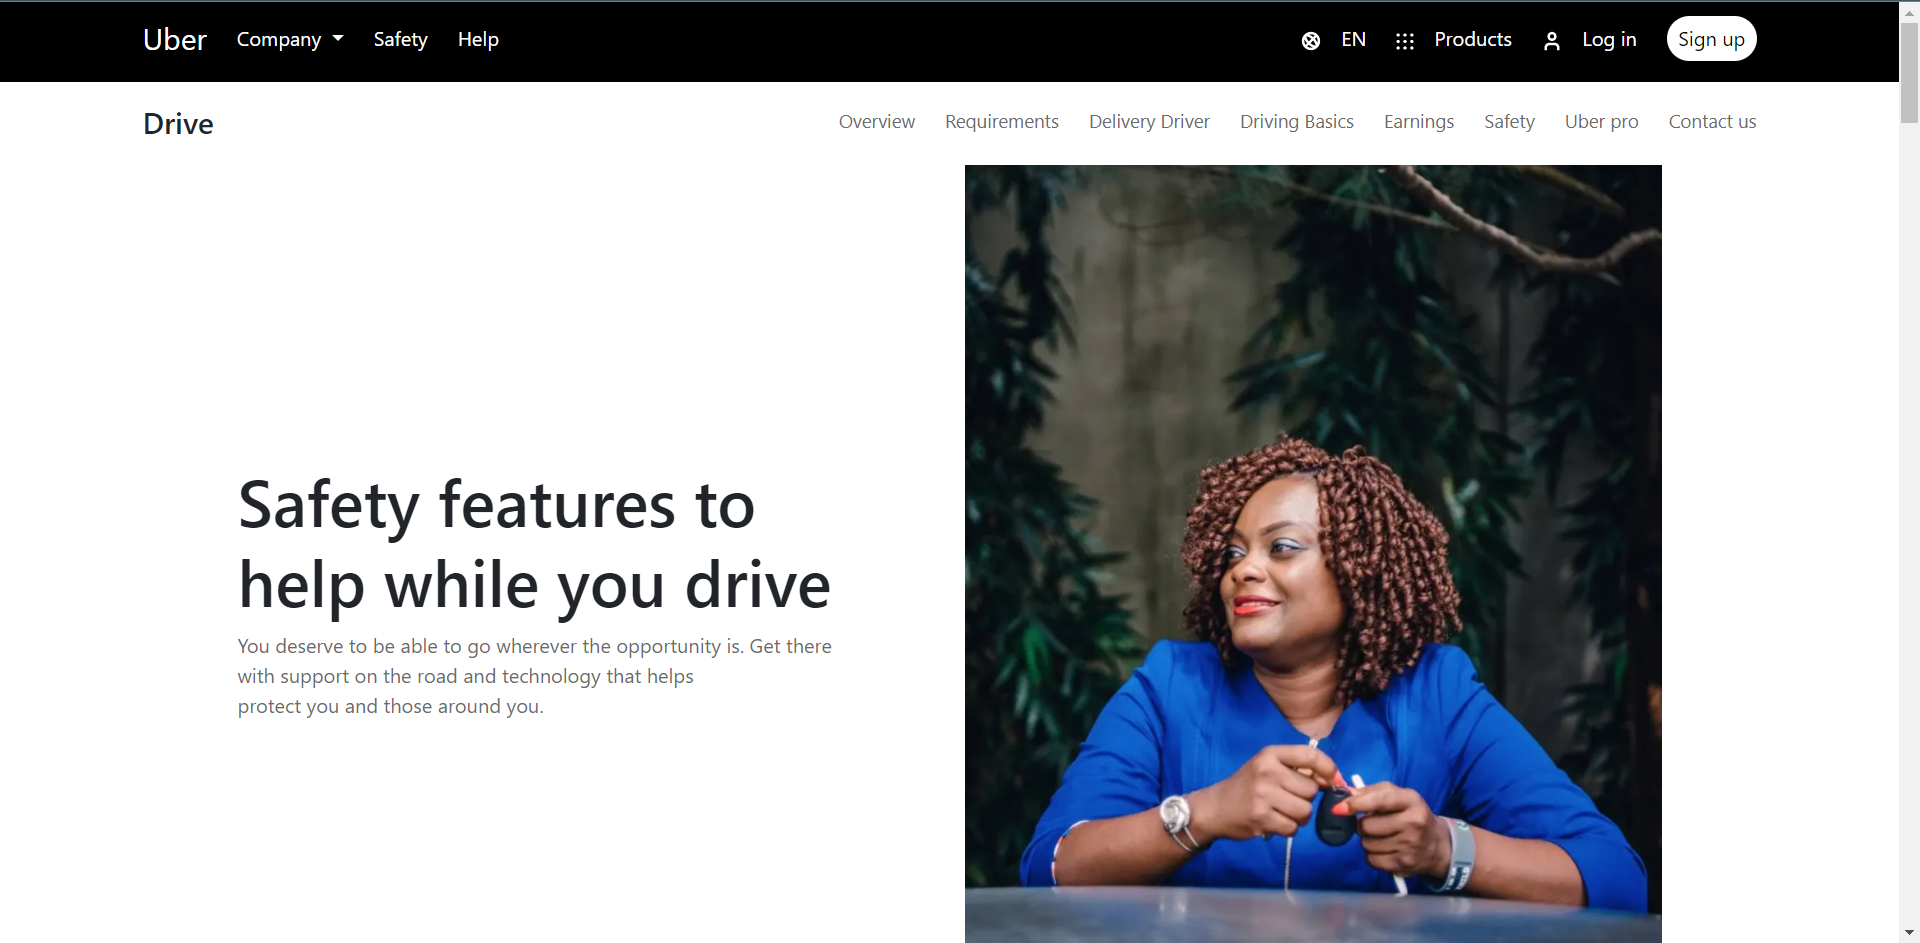 Uber Company Safety Help EN Products Log in Sign up
Drive Overview Requirements Delivery Driver Driving Basics Earnings Safety Uber pro Contact us
Safety features to
help while you drive
You deserve to be able to go wherever the opportunity is. Get there
with support on the road and technology that helps
protect you and those around you.